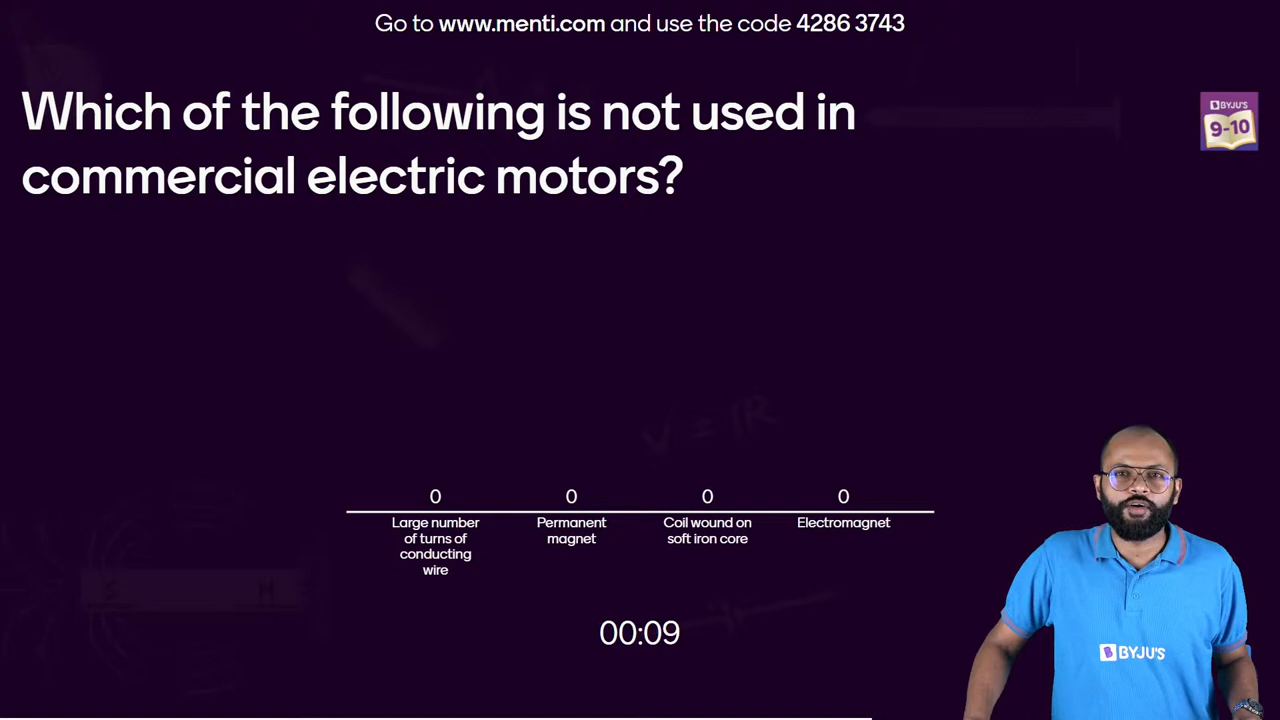 Go to www.menti.com and use the code 4286 3743
Which of the following is not used in
commercial electric motors?
BYJU'S
9-10
V = IR
0
0
0
0
Large number
of turns of
conducting
wire
Permanent
magnet
Coil wound on
soft iron core
Electromagnet
S
N
00:09
BYJU'S